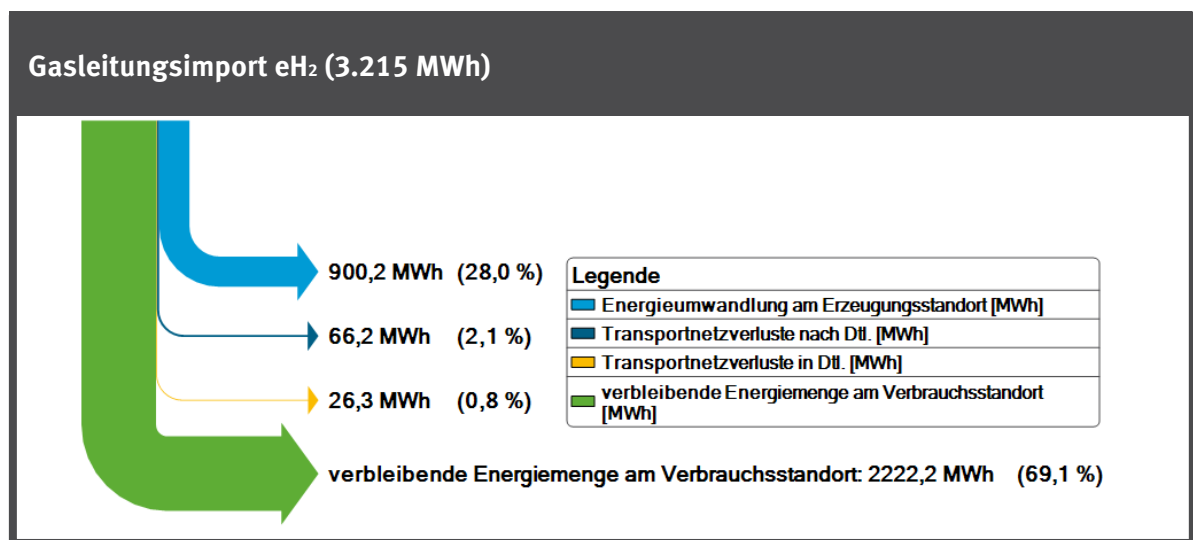 Gasleitungsimport eH₂ (3.215 MWh)
900,2 MWh (28,0 %)
66,2 MWh (2,1 %)
26,3 MWh (0,8 %)
Legende
Energieumwandlung am Erzeugungsstandort [MWh]
Transportnetzverluste nach Dtl. [MWh]
Transportnetzverluste in Dtl. [MWh]
verbleibende Energiemenge am Verbrauchsstandort
[MWh]
verbleibende Energiemenge am Verbrauchsstandort: 2222,2 MWh (69,1 %)